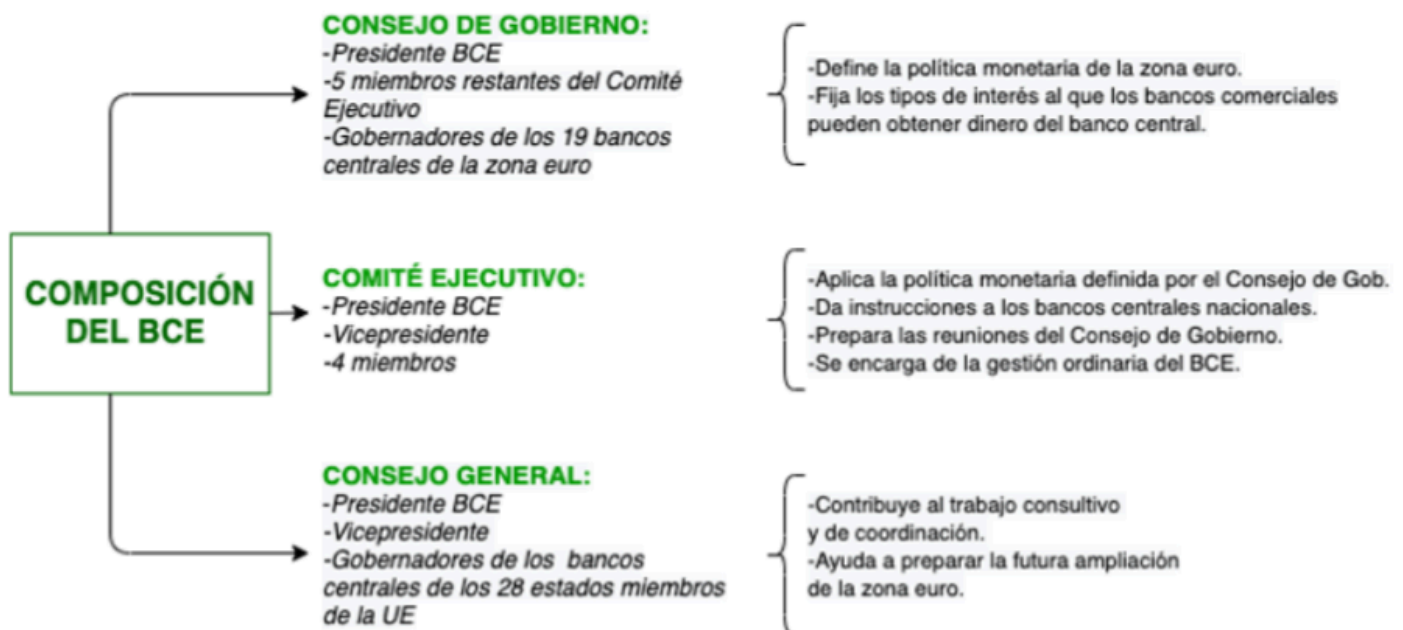 CONSEJO DE GOBIERNO:
-Presidente BCE
-5 miembros restantes del Comité
Ejecutivo
-Gobernadores de los 19 bancos
centrales de la zona euro
-Define la política monetaria de la zona euro.
-Fija los tipos de interés al que los bancos comerciales
pueden obtener dinero del banco central.
COMPOSICIÓN
DEL BCE
COMITÉ EJECUTIVO:
-Presidente BCE
-Vicepresidente
-4 miembros
-Aplica la política monetaria definida por el Consejo de Gob.
-Da instrucciones a los bancos centrales nacionales.
-Prepara las reuniones del Consejo de Gobierno.
-Se encarga de la gestión ordinaria del BCE.
CONSEJO GENERAL:
-Presidente BCE
-Vicepresidente
-Gobernadores de los bancos
centrales de los 28 estados miembros
de la UE
-Contribuye al trabajo consultivo
y de coordinación.
-Ayuda a preparar la futura ampliación
de la zona euro.